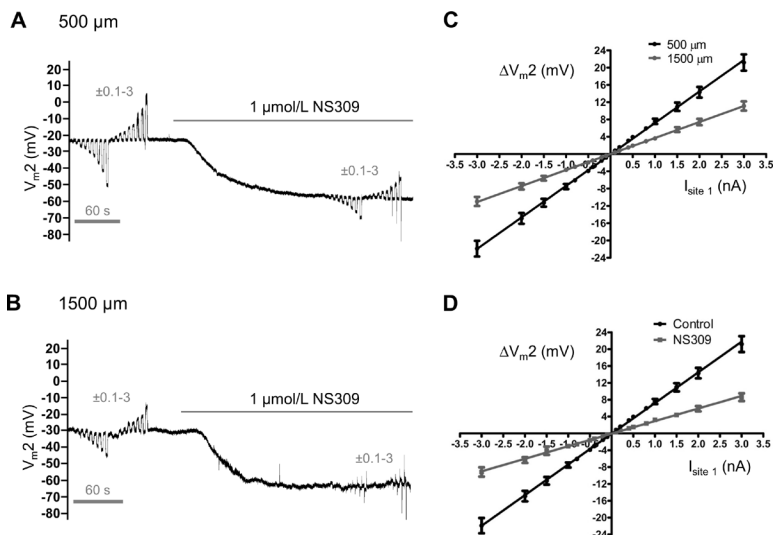 A 500 µm
20
10
0
-10
-20
-30
-40
-50
-60
-70
-80
Vm2 (mV)
±0.1-3
1 µmol/L NS309
±0.1-3
60 s
B 1500 µm
20
10
0
-10
-20
-30
-40
-50
-60
-70
-80
Vm2 (mV)
±0.1-3
1 µmol/L NS309
±0.1-3
60 s
C
ΔVm2 (mV)
500 µm
1500 µm
24
20
16
12
8
4
-3.5 -3.0 -2.5 -2.0 -1.5 -1.0 -0.5 0.5 1.0 1.5 2.0 2.5 3.0 3.5
-4
-8
-12
-16
-20
-24
Isite 1 (nA)
D
ΔVm2 (mV)
Control
NS309
24
20
16
12
8
4
-3.5 -3.0 -2.5 -2.0 -1.5 -1.0 -0.5 0.5 1.0 1.5 2.0 2.5 3.0 3.5
-4
-8
-12
-16
-20
-24
Isite 1 (nA)